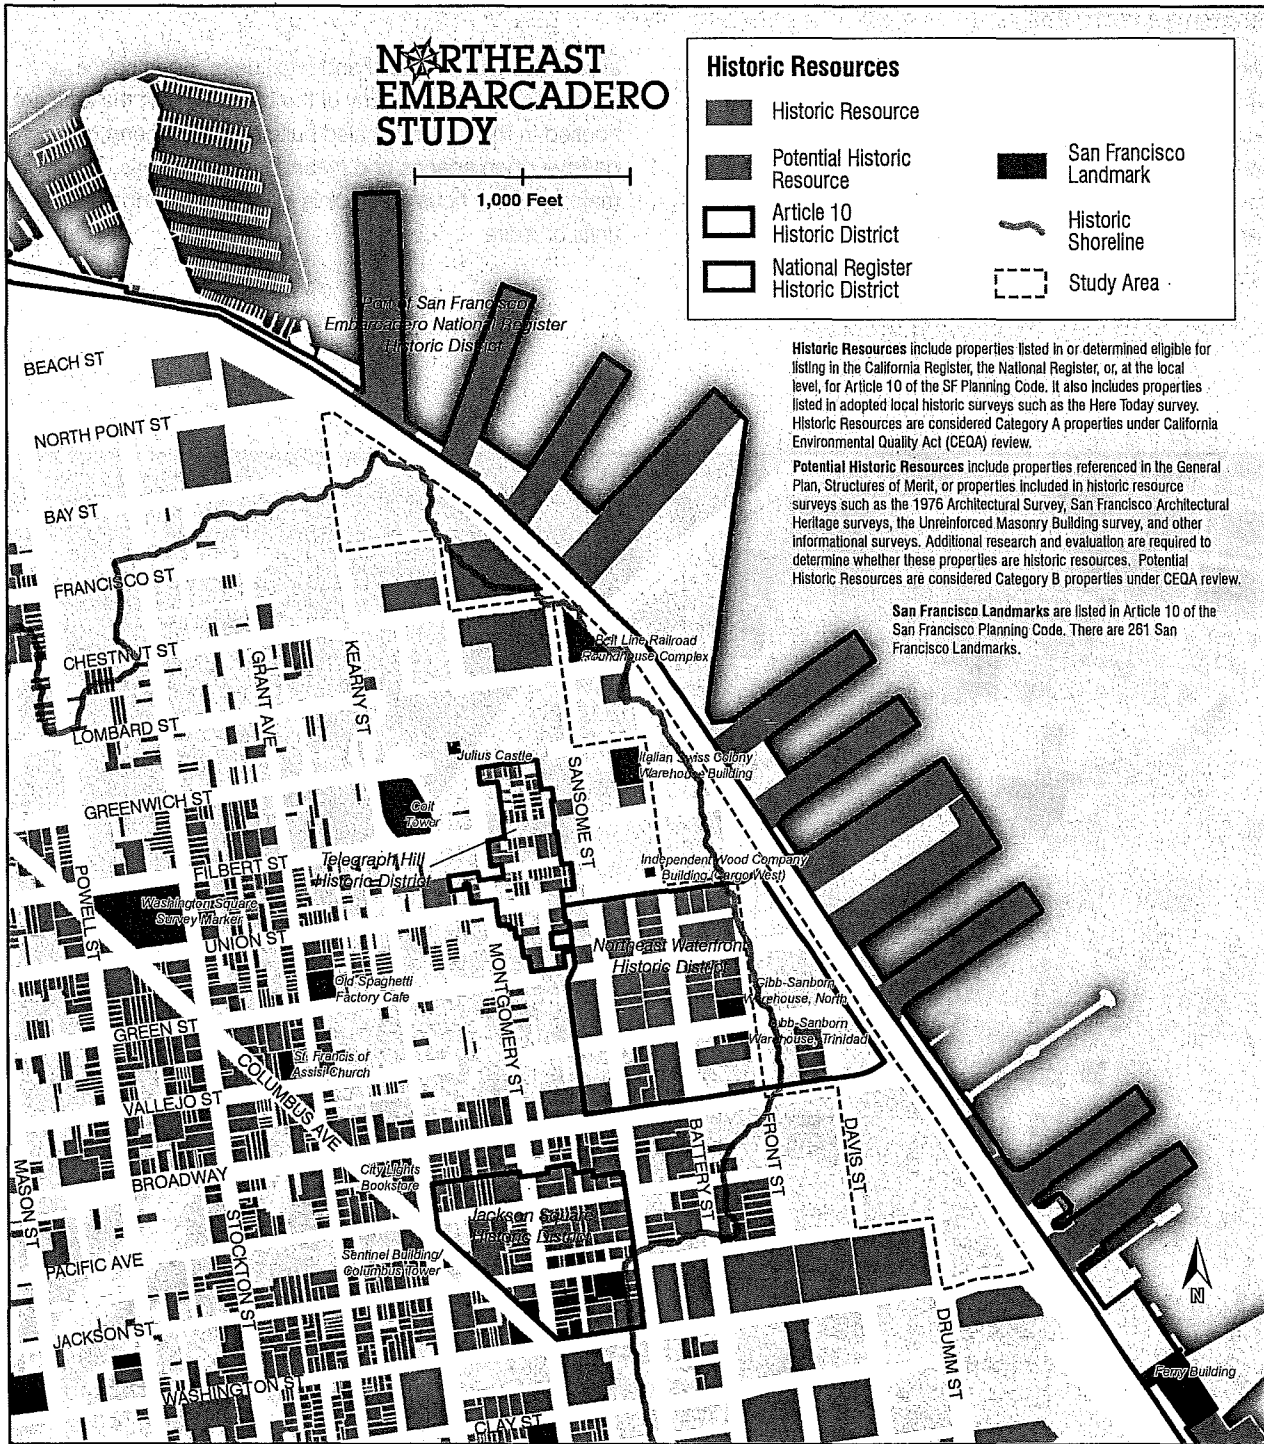 NORTHEAST
EMBARCADERO
STUDY
1,000 Feet
Historic Resources
Historic Resource
Potential Historic
Resource
Article 10
Historic District
National Register
Historic District
San Francisco
Landmark
Historic
Shoreline
Study Area
Historic Resources include properties listed in or determined eligible for
listing in the California Register, the National Register, or, at the local
level, for Article 10 of the SF Planning Code. It also includes properties
listed in adopted local historic surveys such as the Here Today survey.
Historic Resources are considered Category A properties under California
Environmental Quality Act (CEQA) review.
Potential Historic Resources include properties referenced in the General
Plan, Structures of Merit, or properties included in historic resource
surveys such as the 1976 Architectural Survey, San Francisco Architectural
Heritage surveys, the Unreinforced Masonry Building survey, and other
informational surveys. Additional research and evaluation are required to
determine whether these properties are historic resources. Potential
Historic Resources are considered Category B properties under CEQA review.
San Francisco Landmarks are listed in Article 10 of the
San Francisco Planning Code. There are 261 San
Francisco Landmarks.
Port of San Francisco
Embarcadero National Register
Historic District
BEACH ST
NORTH POINT ST
BAY ST
FRANCISCO ST
CHESTNUT ST
LOMBARD ST
GREENWICH ST
FILBERT ST
UNION ST
GREEN ST
VALLEJO ST
BROADWAY
PACIFIC AVE
JACKSON ST
WASHINGTON ST
CLAY ST
GRANT AVE
KEARNY ST
SANSOME ST
POWELL ST
MONTGOMERY ST
COLUMBUS AVE
MASON ST
STOCKTON ST
BATTERY ST
FRONT ST
DAVIS ST
DRUMM ST
Belt Line Railroad
Roundhouse Complex
Julius Castle
Italian Swiss Colony
Warehouse Building
Coit
Tower
Telegraph Hill
Historic District
Independent Wood Company
Building (Cargo West)
Washington Square
Survey Marker
Northeast Waterfront
Historic District
Old Spaghetti
Factory Cafe
Gibb-Sanborn
Warehouse, North
Gibb-Sanborn
Warehouse, Trinidad
St. Francis of
Assisi Church
City Lights
Bookstore
Jackson Square
Historic District
Sentinel Building/
Columbus Tower
Ferry Building
N